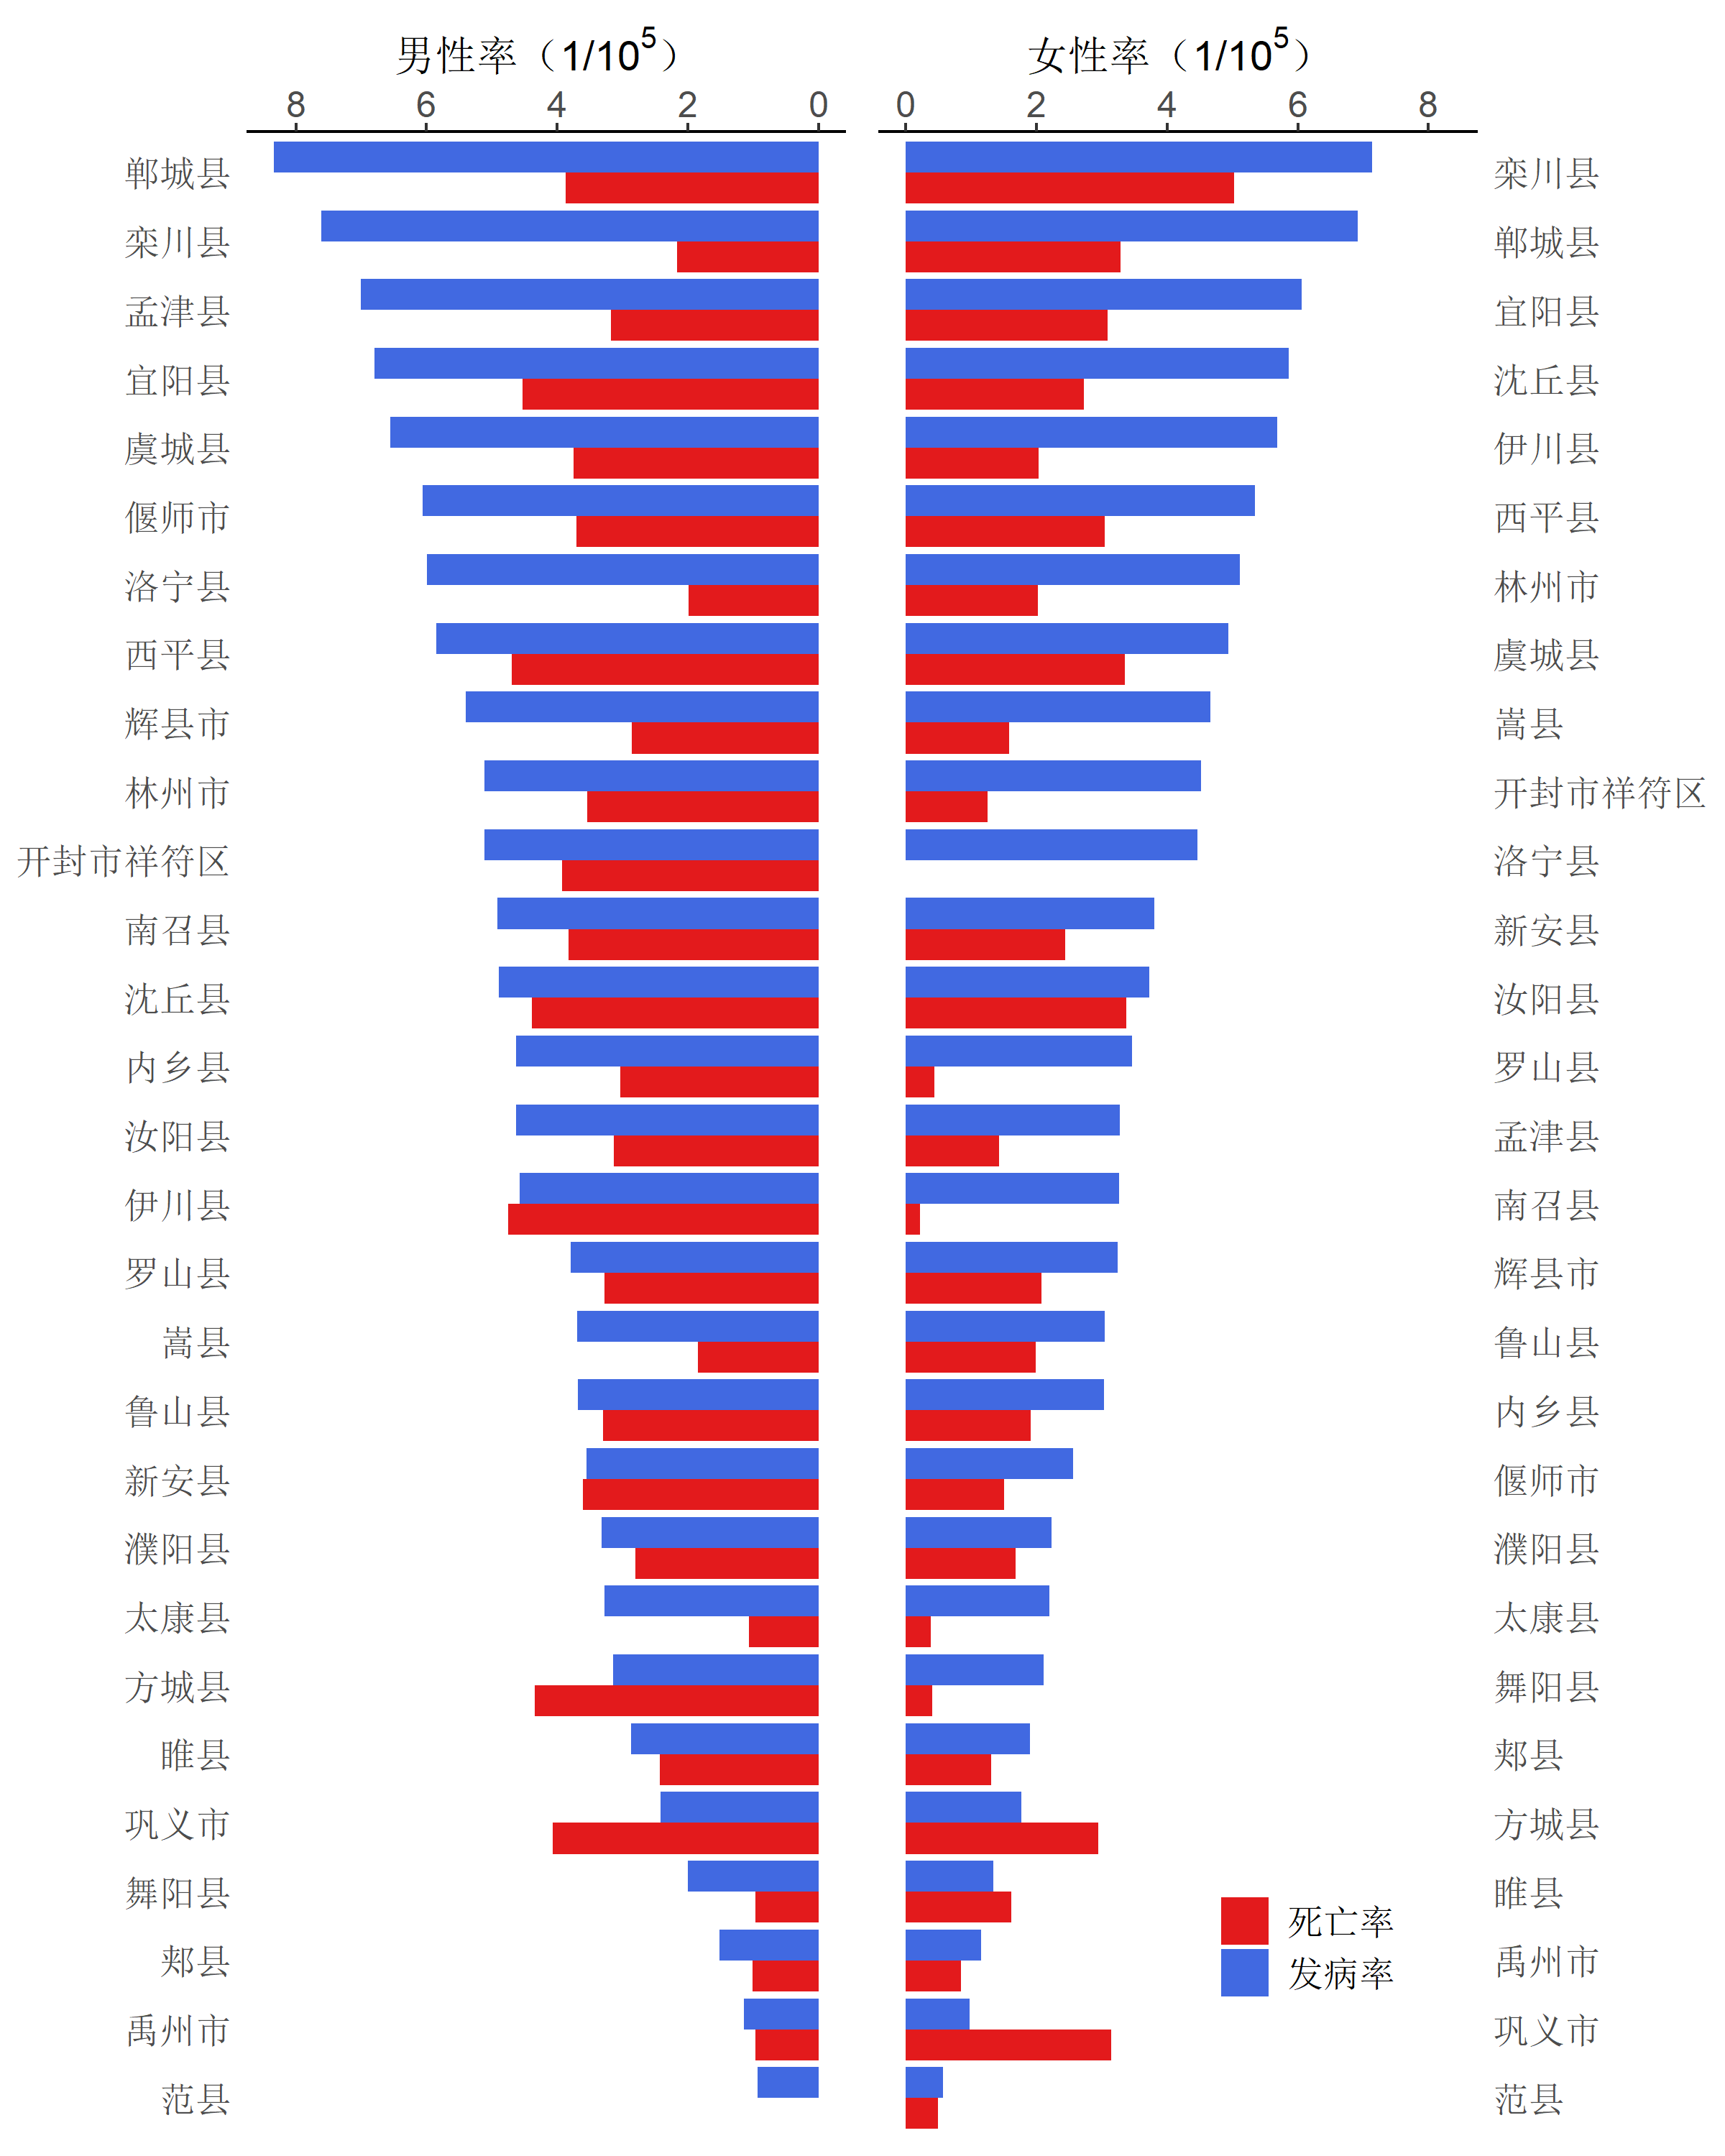 男性率（1/10⁵） 女性率（1/10⁵）
8 6 4 2 0 0 2 4 6 8
郸城县 栾川县
栾川县 郸城县
孟津县 宜阳县
宜阳县 沈丘县
虞城县 伊川县
偃师市 西平县
洛宁县 林州市
西平县 虞城县
辉县市 嵩县
林州市 开封市祥符区
开封市祥符区 洛宁县
南召县 新安县
沈丘县 汝阳县
内乡县 罗山县
汝阳县 孟津县
伊川县 南召县
罗山县 辉县市
嵩县 鲁山县
鲁山县 内乡县
新安县 偃师市
濮阳县 濮阳县
太康县 太康县
方城县 舞阳县
睢县 郏县
巩义市 方城县
舞阳县 睢县
死亡率
郏县 禹州市
发病率
禹州市 巩义市
范县 范县